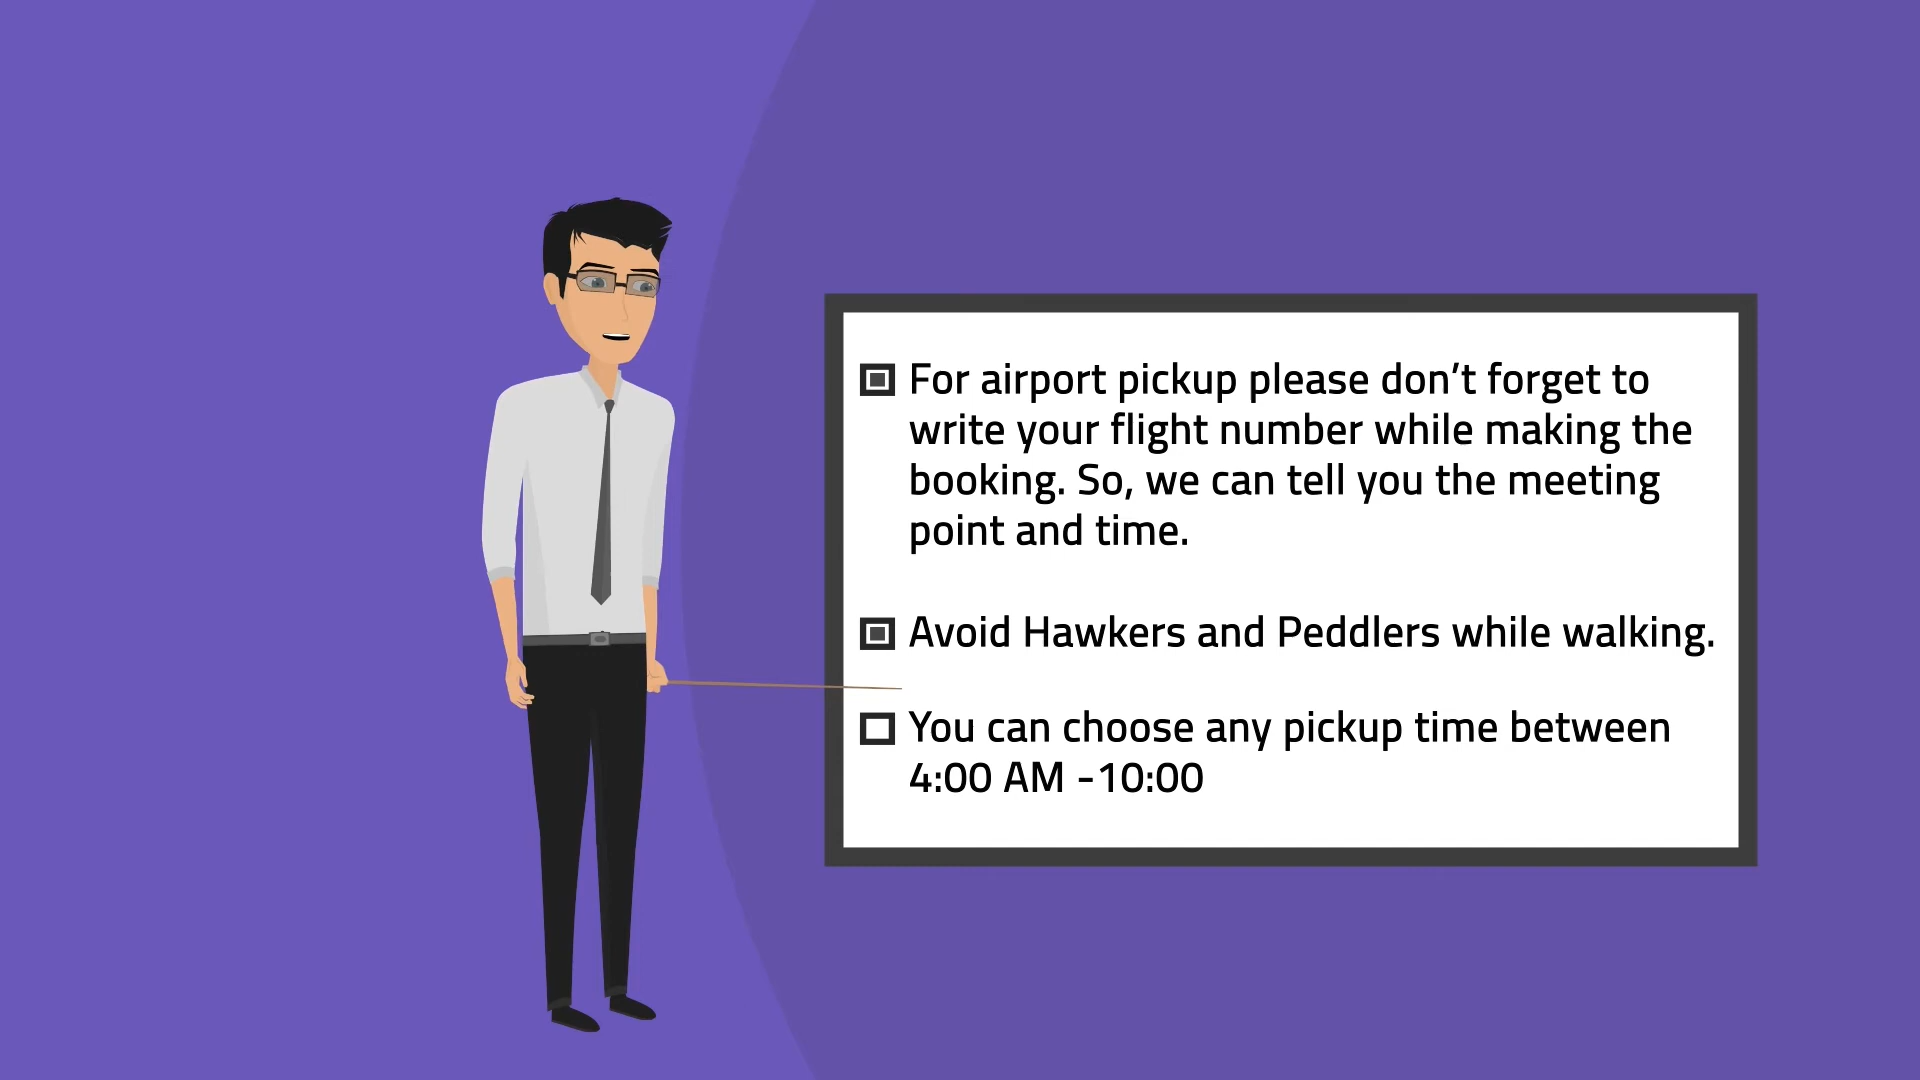 For airport pickup please don't forget to
write your flight number while making the
booking. So, we can tell you the meeting
point and time.
Avoid Hawkers and Peddlers while walking.
You can choose any pickup time between
4:00 AM -10:00